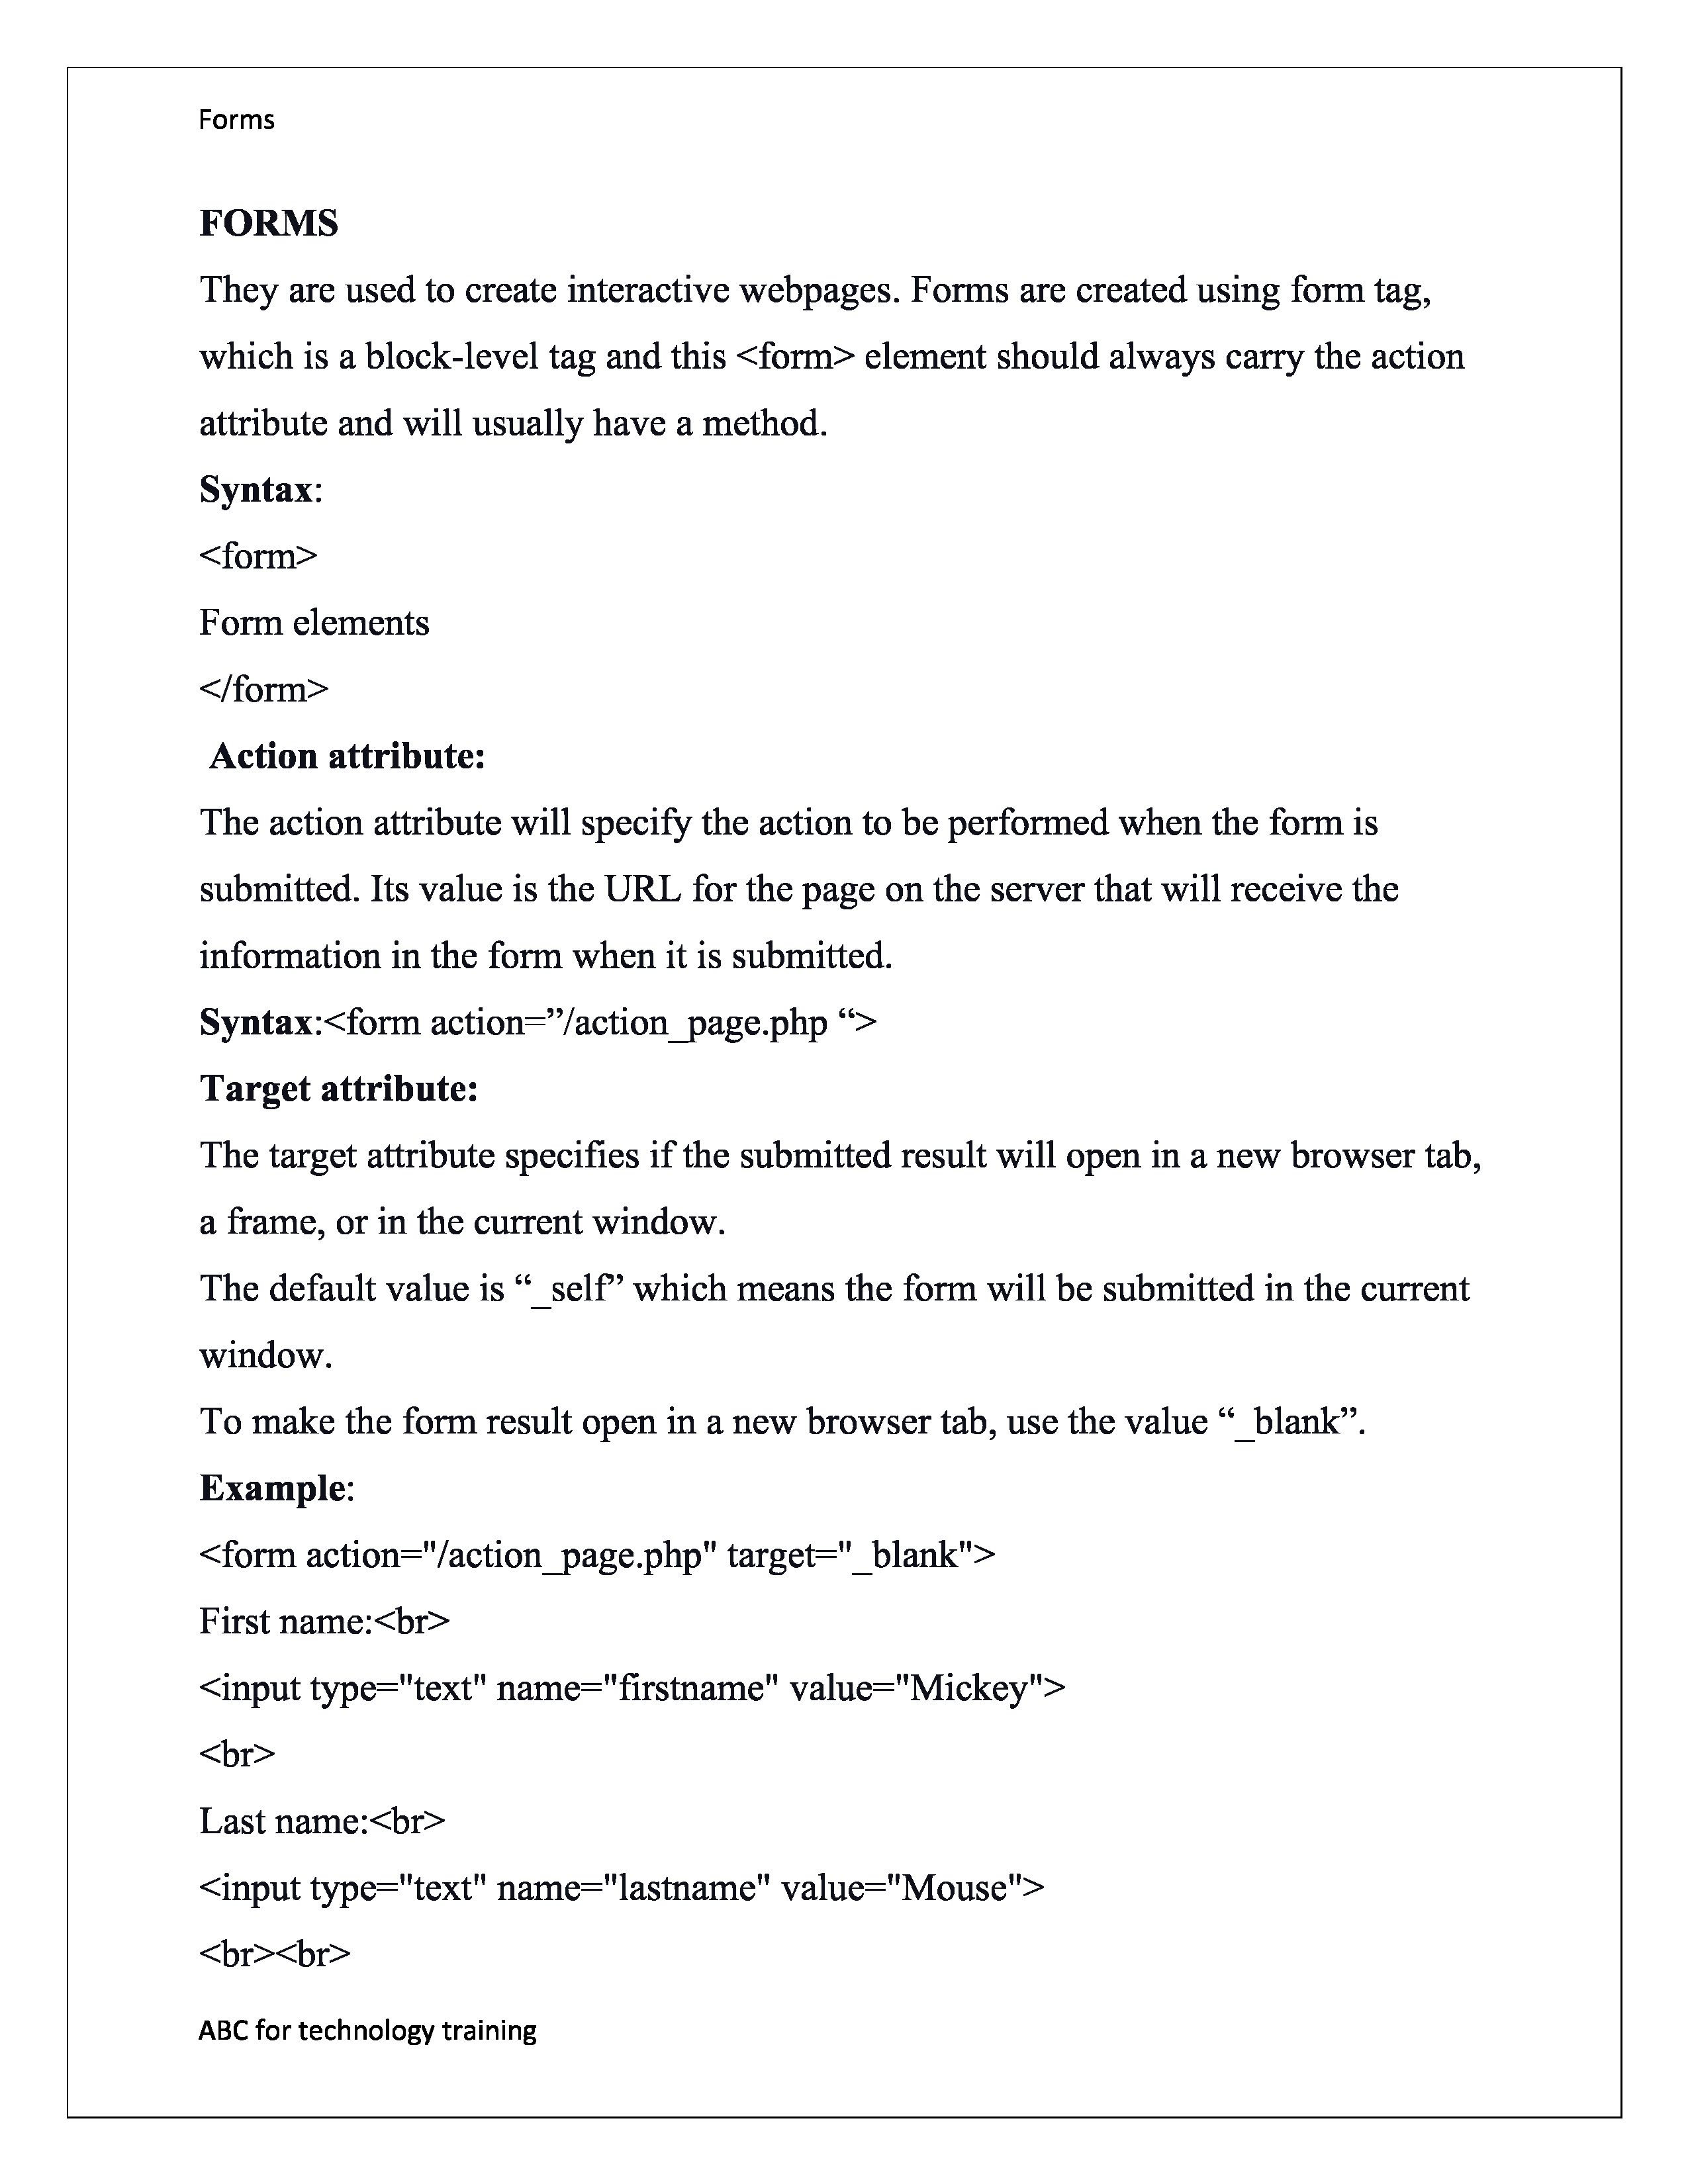 Forms
FORMS
They are used to create interactive webpages. Forms are created using form tag,
which is a block-level tag and this <form> element should always carry the action
attribute and will usually have a method.
Syntax:
<form>
Form elements
</form>
Action attribute:
The action attribute will specify the action to be performed when the form is
submitted. Its value is the URL for the page on the server that will receive the
information in the form when it is submitted.
Syntax:<form action=”/action_page.php “>
Target attribute:
The target attribute specifies if the submitted result will open in a new browser tab,
a frame, or in the current window.
The default value is “_self” which means the form will be submitted in the current
window.
To make the form result open in a new browser tab, use the value “_blank”.
Example:
<form action="/action_page.php" target="_blank">
First name:<br>
<input type="text" name="firstname" value="Mickey">
<br>
Last name:<br>
<input type="text" name="lastname" value="Mouse">
<br><br>
ABC for technology training